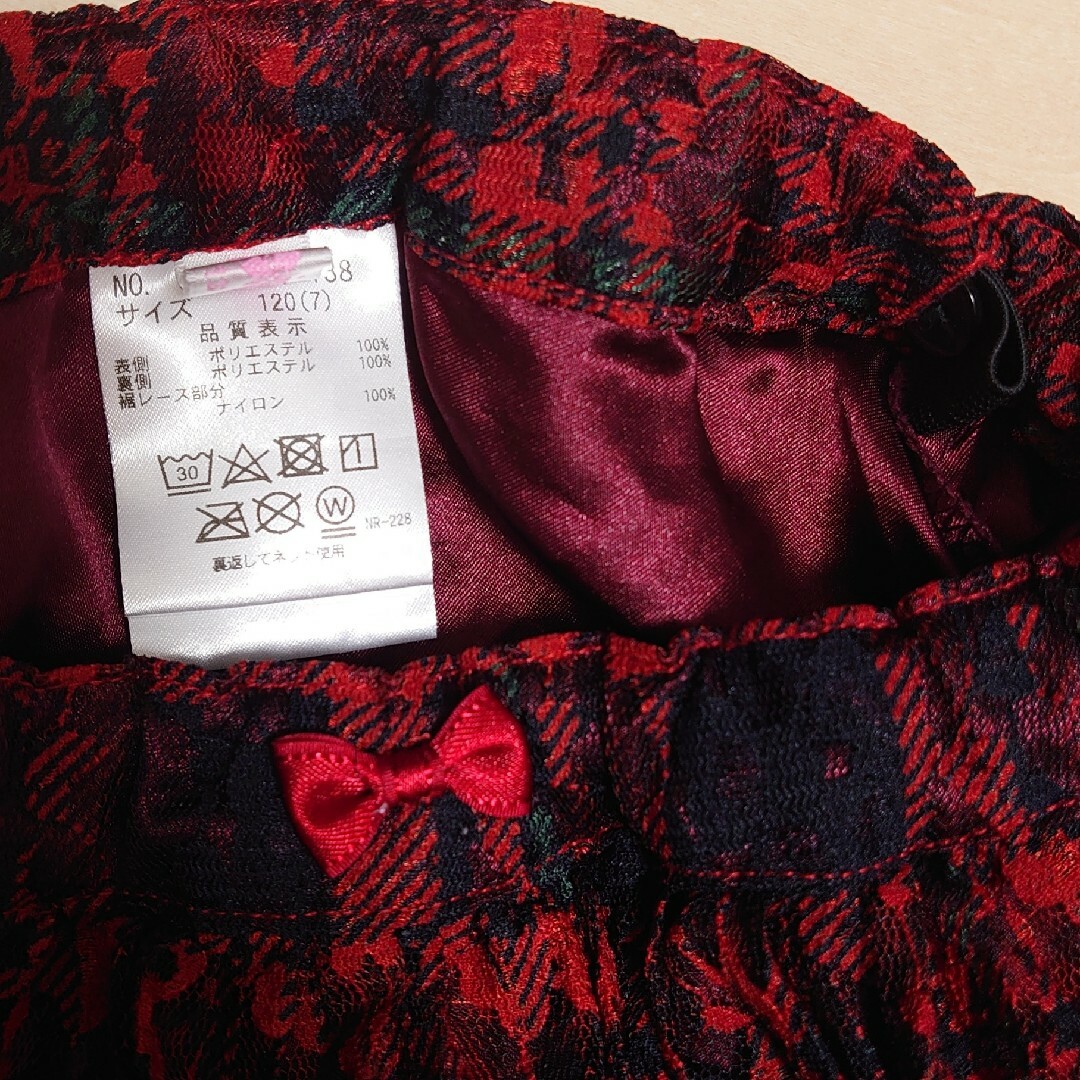 NO. 38
サイズ 120(7)
品質表示
表側 ポリエステル 100%
裏側 ポリエステル 100%
裾レース部分 ナイロン 100%
30
W
NR-228
裏返してネット使用